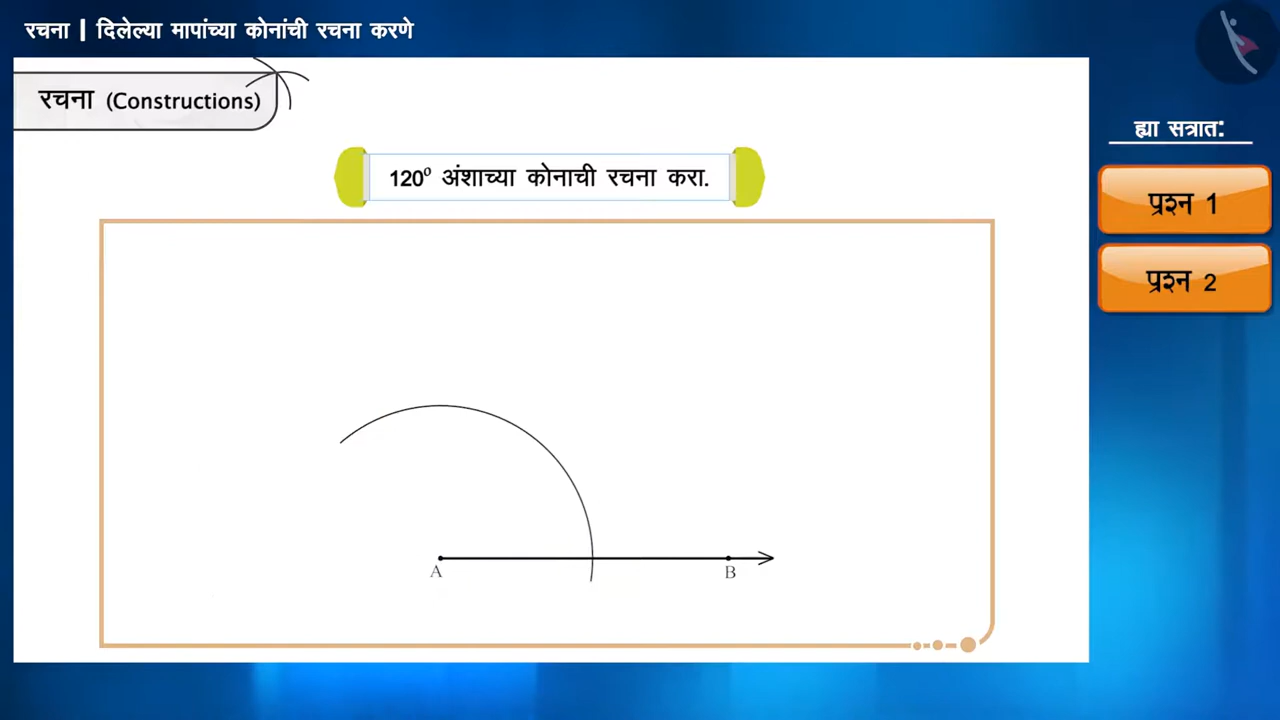 रचना | दिलेल्या मापांच्या कोनांची रचना करणे
रचना (Constructions)
120° अंशाच्या कोनाची रचना करा.
ह्या सत्रात:
प्रश्न 1
प्रश्न 2
A
B